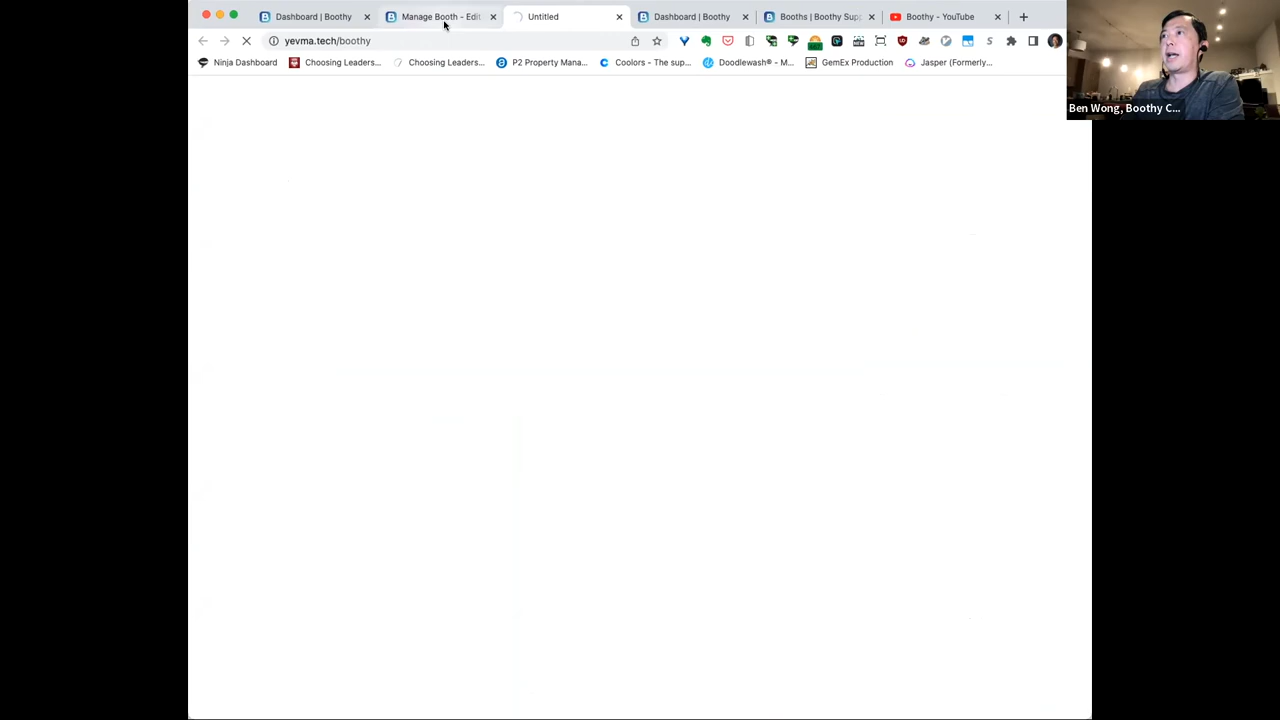 Dashboard | Boothy
Manage Booth - Edit
Untitled
Dashboard | Boothy
Booths | Boothy Supp
Boothy - YouTube
yevma.tech/boothy
Ninja Dashboard
Choosing Leaders...
Choosing Leaders...
P2 Property Mana...
Coolors - The sup...
Doodlewash® - M...
GemEx Production
Jasper (Formerly...
Ben Wong, Boothy C...